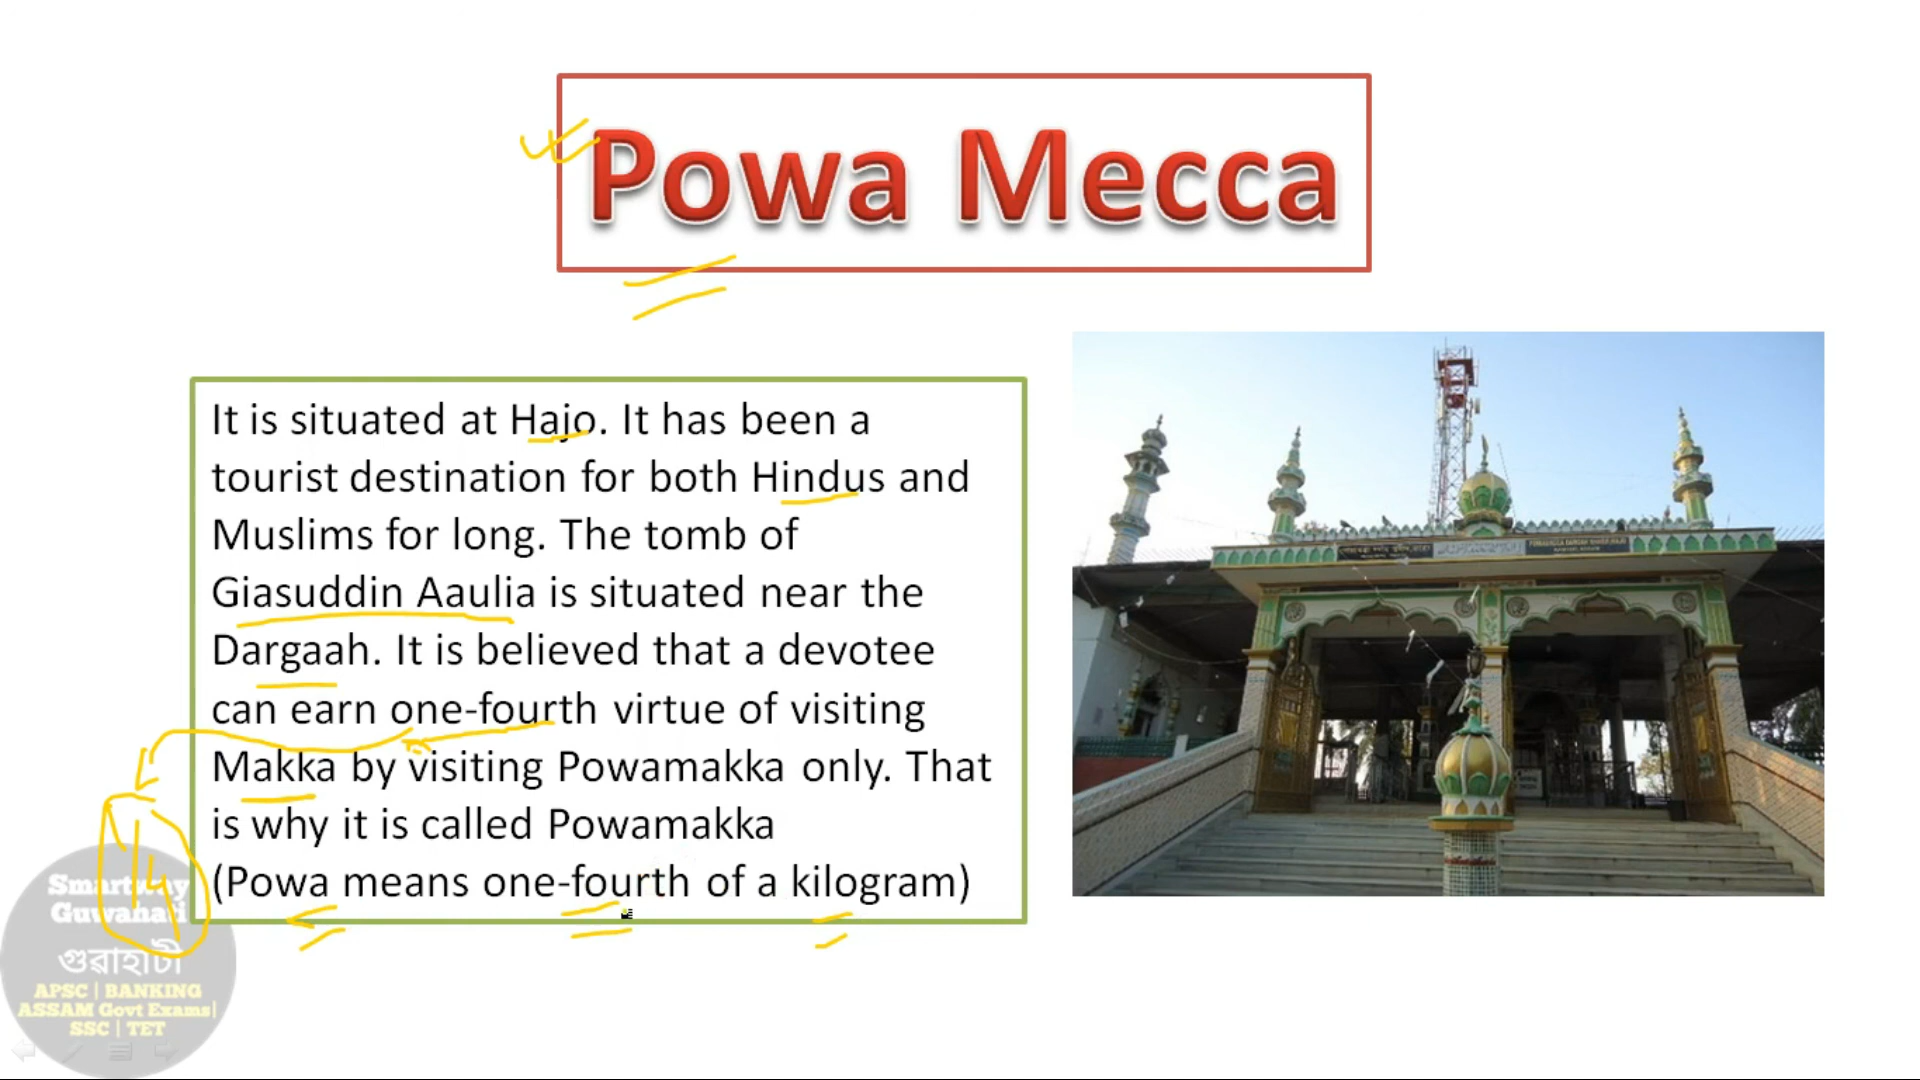 Powa Mecca
It is situated at Hajo. It has been a
tourist destination for both Hindus and
Muslims for long. The tomb of
Giasuddin Aaulia is situated near the
Dargaah. It is believed that a devotee
can earn one-fourth virtue of visiting
Makka by visiting Powamakka only. That
is why it is called Powamakka
(Powa means one-fourth of a kilogram)
1/4
Smartway
Guwahati
গুৱাহাটী
APSC | BANKING
ASSAM Govt Exams|
SSC | TET